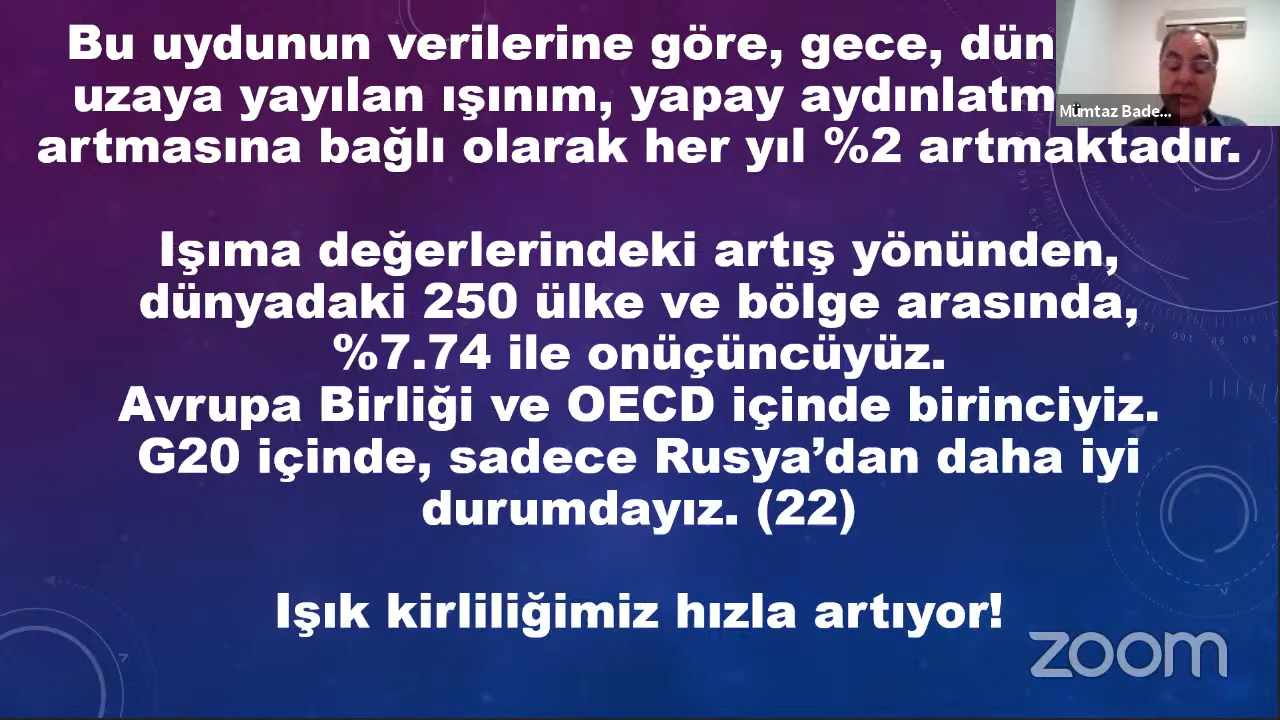 Bu uydunun verilerine göre, gece, dün
uzaya yayılan ışınım, yapay aydınlatm
artmasına bağlı olarak her yıl %2 artmaktadır.
Işıma değerlerindeki artış yönünden,
dünyadaki 250 ülke ve bölge arasında,
%7.74 ile onüçüncüyüz.
Avrupa Birliği ve OECD içinde birinciyiz.
G20 içinde, sadece Rusya’dan daha iyi
durumdayız. (22)
Işık kirliliğimiz hızla artıyor!
Mümtaz Bade...
zoom